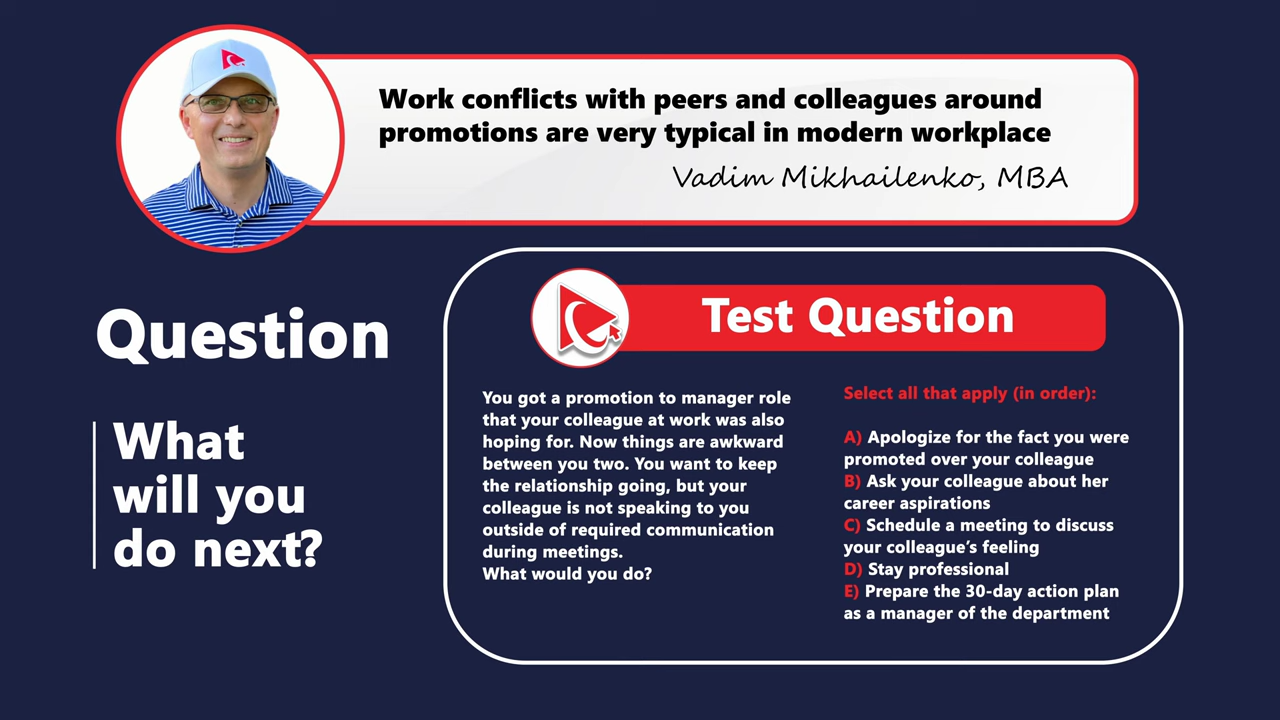 Work conflicts with peers and colleagues around
promotions are very typical in modern workplace
Vadim Mikhailenko, MBA
Question
What
will you
do next?
Test Question
You got a promotion to manager role
that your colleague at work was also
hoping for. Now things are awkward
between you two. You want to keep
the relationship going, but your
colleague is not speaking to you
outside of required communication
during meetings.
What would you do?
Select all that apply (in order):
A) Apologize for the fact you were
promoted over your colleague
B) Ask your colleague about her
career aspirations
C) Schedule a meeting to discuss
your colleague's feeling
D) Stay professional
E) Prepare the 30-day action plan
as a manager of the department